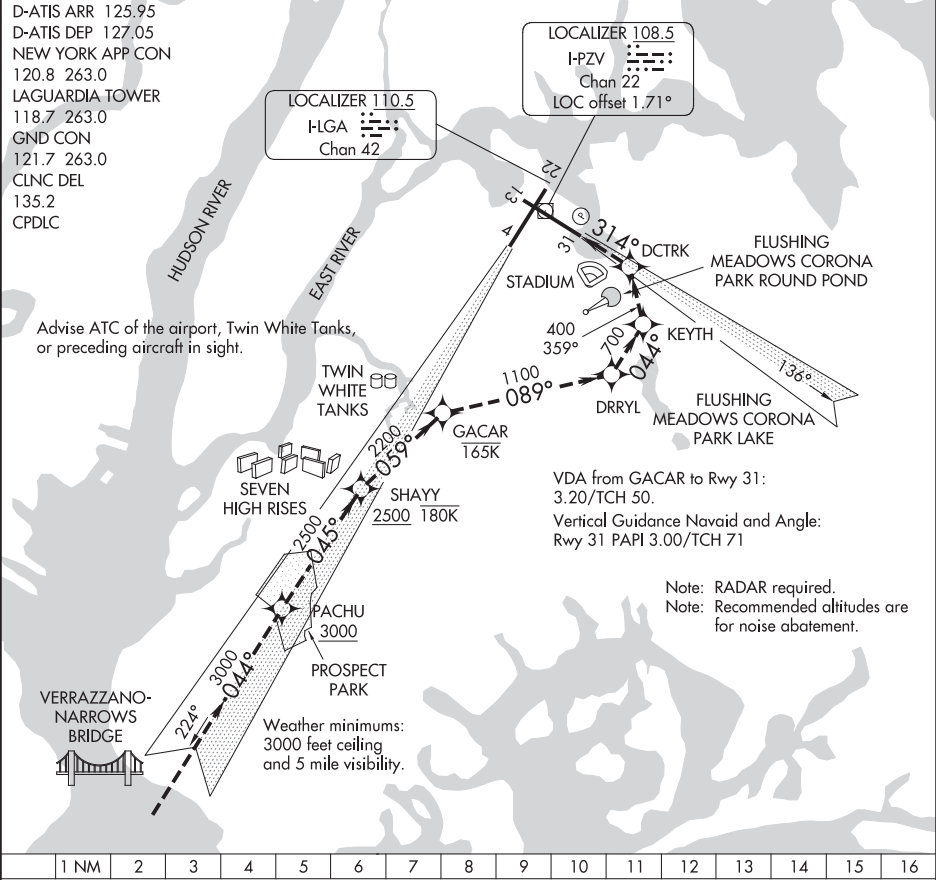 D-ATIS ARR 125.95
D-ATIS DEP 127.05
NEW YORK APP CON
120.8 263.0
LAGUARDIA TOWER
118.7 263.0
GND CON
121.7 263.0
CLNC DEL
135.2
CPDLC
LOCALIZER 108.5
I-PZV
Chan 22
LOC offset 1.71°
LOCALIZER 110.5
I-LGA
Chan 42
HUDSON RIVER
EAST RIVER
22
13
4
31
P
314°
DCTRK
STADIUM
FLUSHING
MEADOWS CORONA
PARK ROUND POND
Advise ATC of the airport, Twin White Tanks,
or preceding aircraft in sight.
400
359°
700
044°
KEYTH
136°
TWIN
WHITE
TANKS
1100
089°
DRRYL
FLUSHING
MEADOWS CORONA
PARK LAKE
GACAR
165K
2200
059°
SEVEN
HIGH RISES
SHAYY
2500 180K
VDA from GACAR to Rwy 31:
3.20/TCH 50.
Vertical Guidance Navaid and Angle:
Rwy 31 PAPI 3.00/TCH 71
2500
045°
Note: RADAR required.
Note: Recommended altitudes are
for noise abatement.
PACHU
3000
PROSPECT
PARK
3000
044°
224°
VERRAZZANO-
NARROWS
BRIDGE
Weather minimums:
3000 feet ceiling
and 5 mile visibility.
1 NM 2 3 4 5 6 7 8 9 10 11 12 13 14 15 16